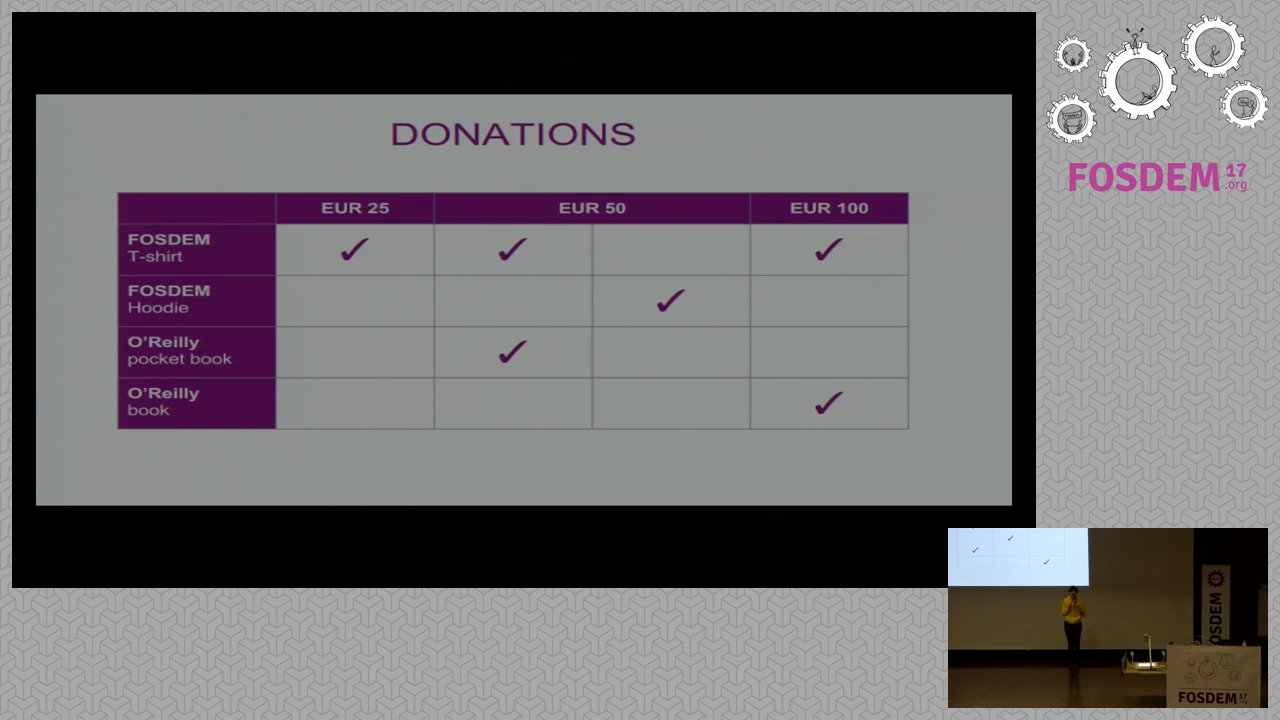 DONATIONS
EUR 25 EUR 50 EUR 100
FOSDEM
T-shirt ✓ ✓ ✓
FOSDEM
Hoodie ✓
O'Reilly
pocket book ✓
O'Reilly
book ✓
FOSDEM 17
.org
FOSDEM
FOSDEM 17